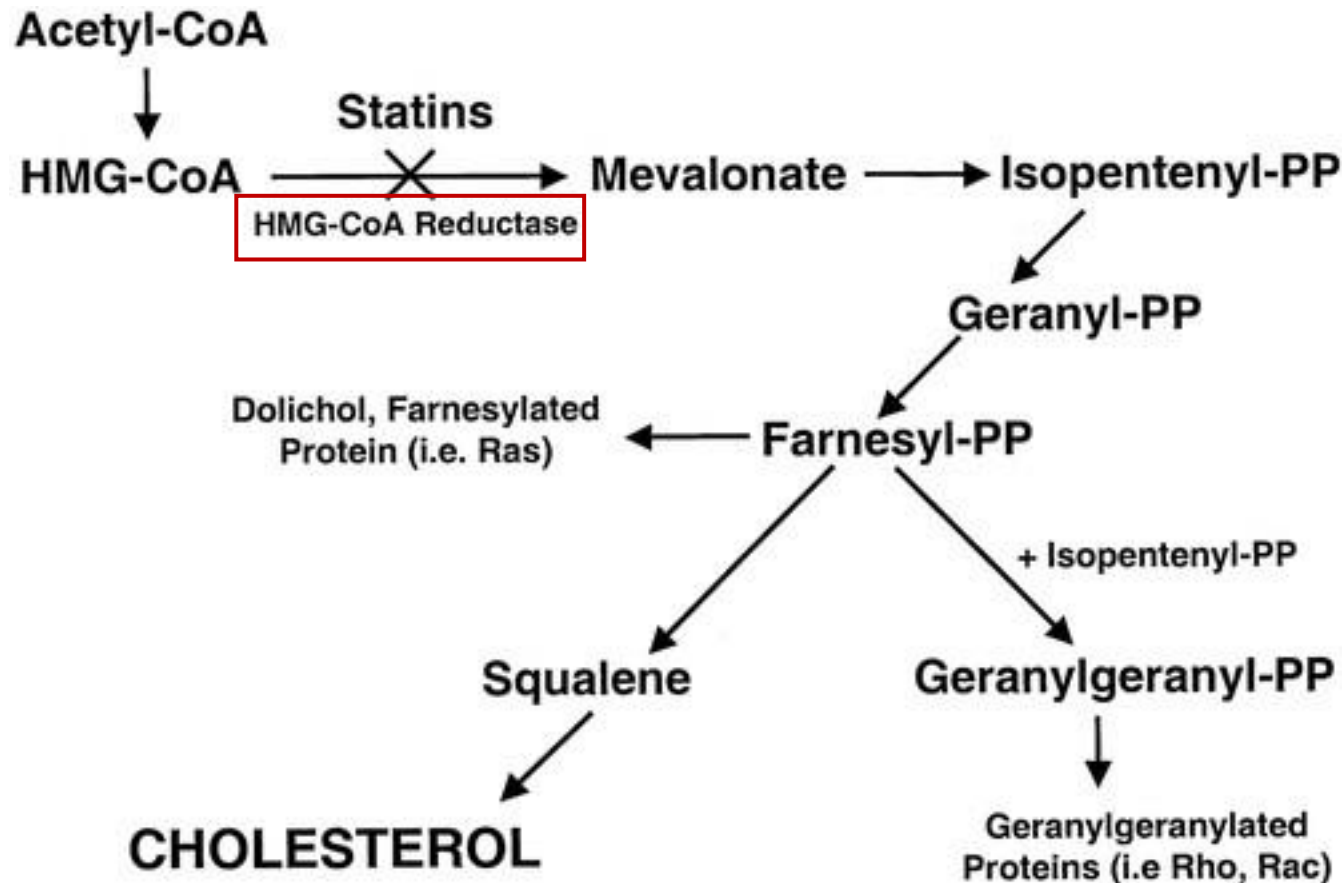 Acetyl-CoA
Statins
HMG-CoA
Mevalonate
Isopentenyl-PP
HMG-CoA Reductase
Geranyl-PP
Dolichol, Farnesylated
Protein (i.e. Ras)
Farnesyl-PP
+ Isopentenyl-PP
Squalene
Geranylgeranyl-PP
CHOLESTEROL
Geranylgeranylated
Proteins (i.e Rho, Rac)